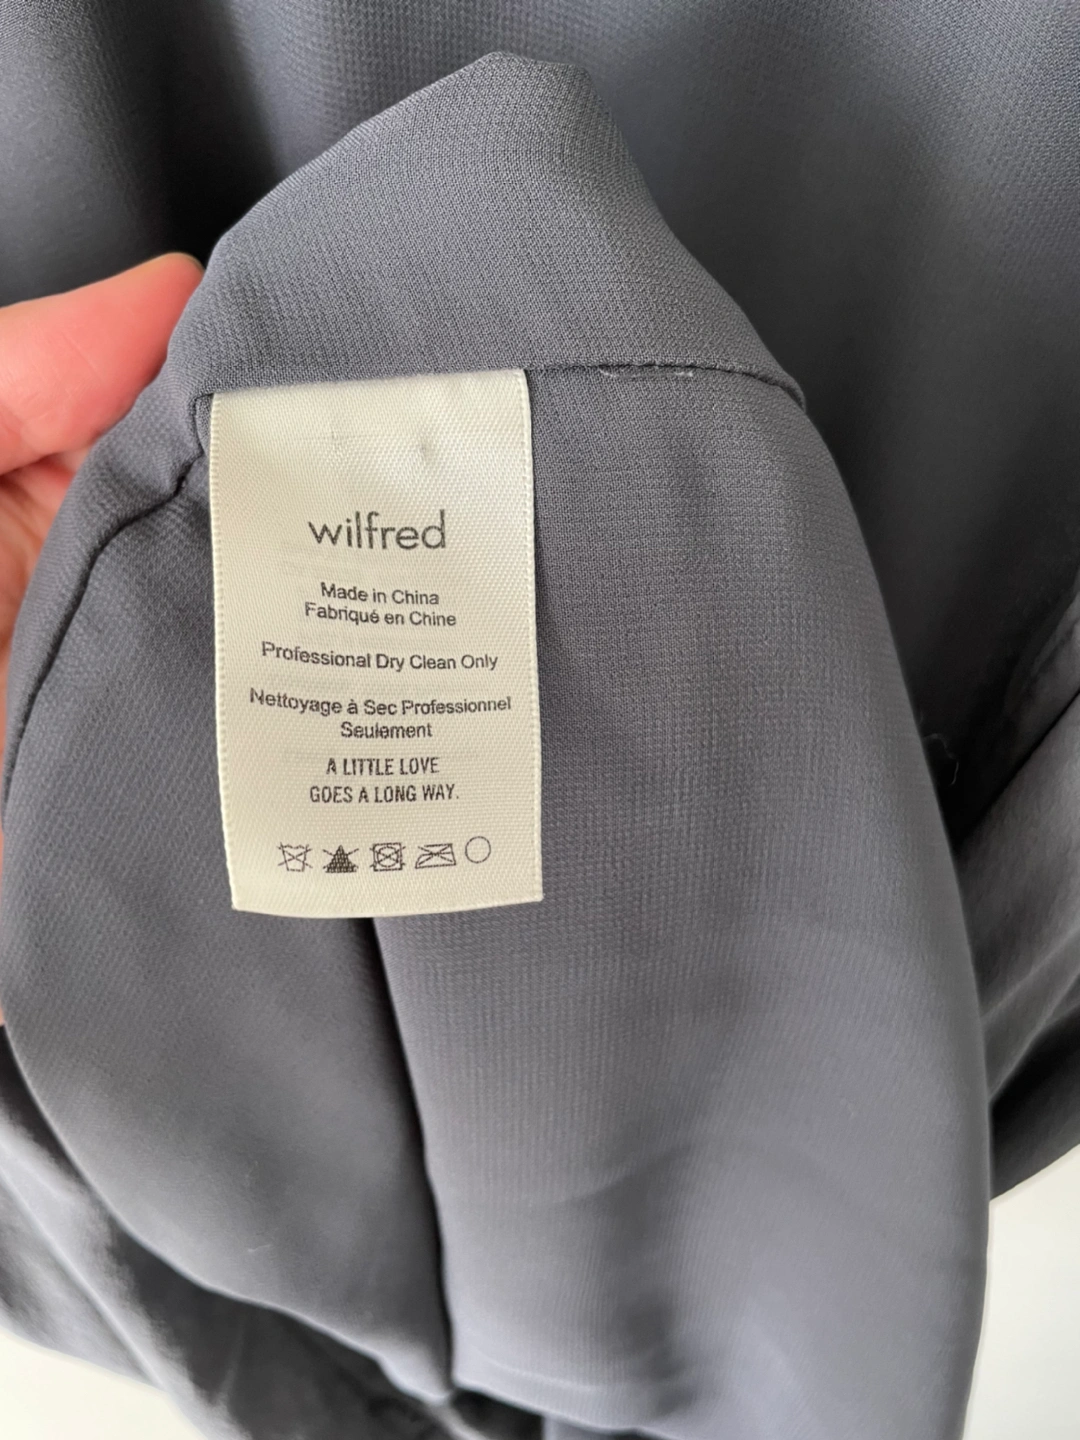 wilfred
Made in China
Fabriqué en Chine
Professional Dry Clean Only
Nettoyage à Sec Professionnel
Seulement
A LITTLE LOVE
GOES A LONG WAY.